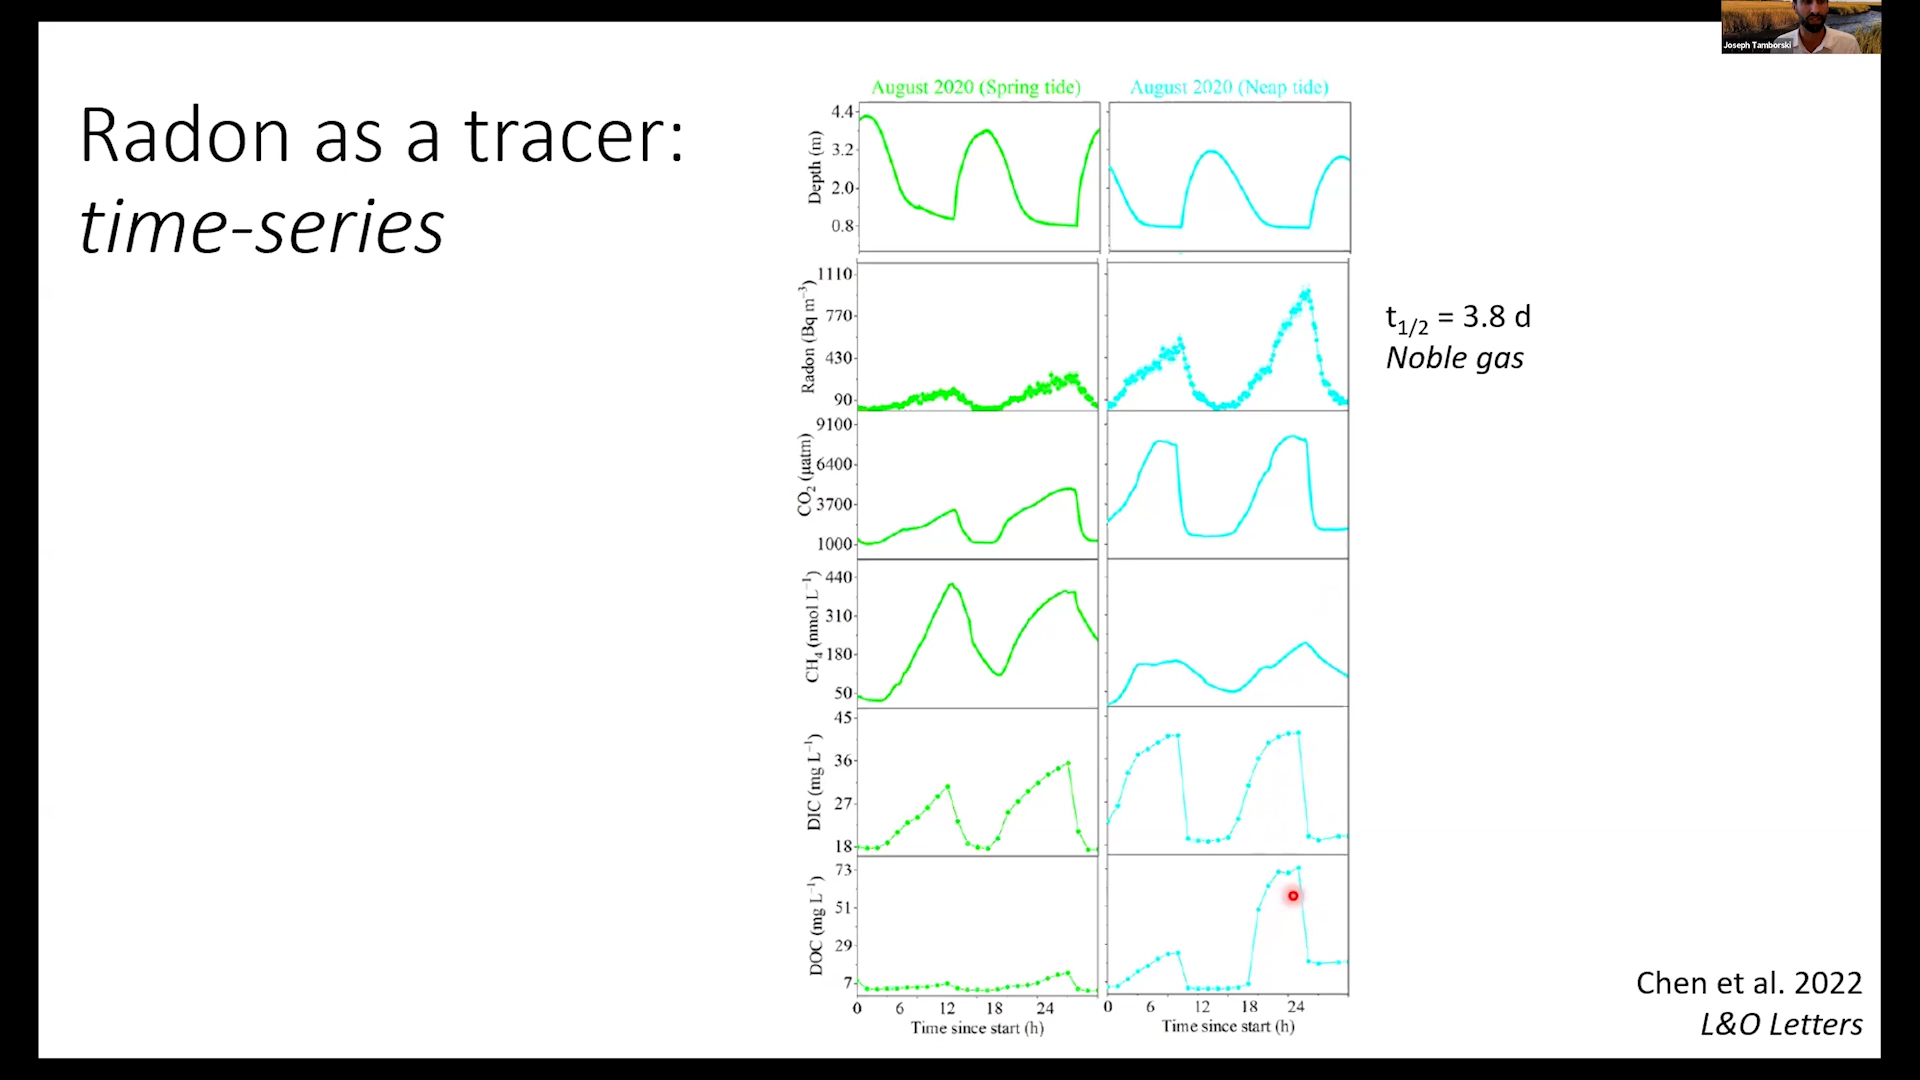 Joseph Tamborski
Radon as a tracer:
time-series
August 2020 (Spring tide)
August 2020 (Neap tide)
Depth (m)
4.4
3.2
2.0
0.8
Radon (Bq m⁻³)
1110
770
430
90
t1/2 = 3.8 d
Noble gas
CO₂ (µatm)
9100
6400
3700
1000
CH₄ (nmol L⁻¹)
440
310
180
50
DIC (mg L⁻¹)
45
36
27
18
DOC (mg L⁻¹)
73
51
29
7
0 6 12 18 24
Time since start (h)
0 6 12 18 24
Time since start (h)
Chen et al. 2022
L&O Letters